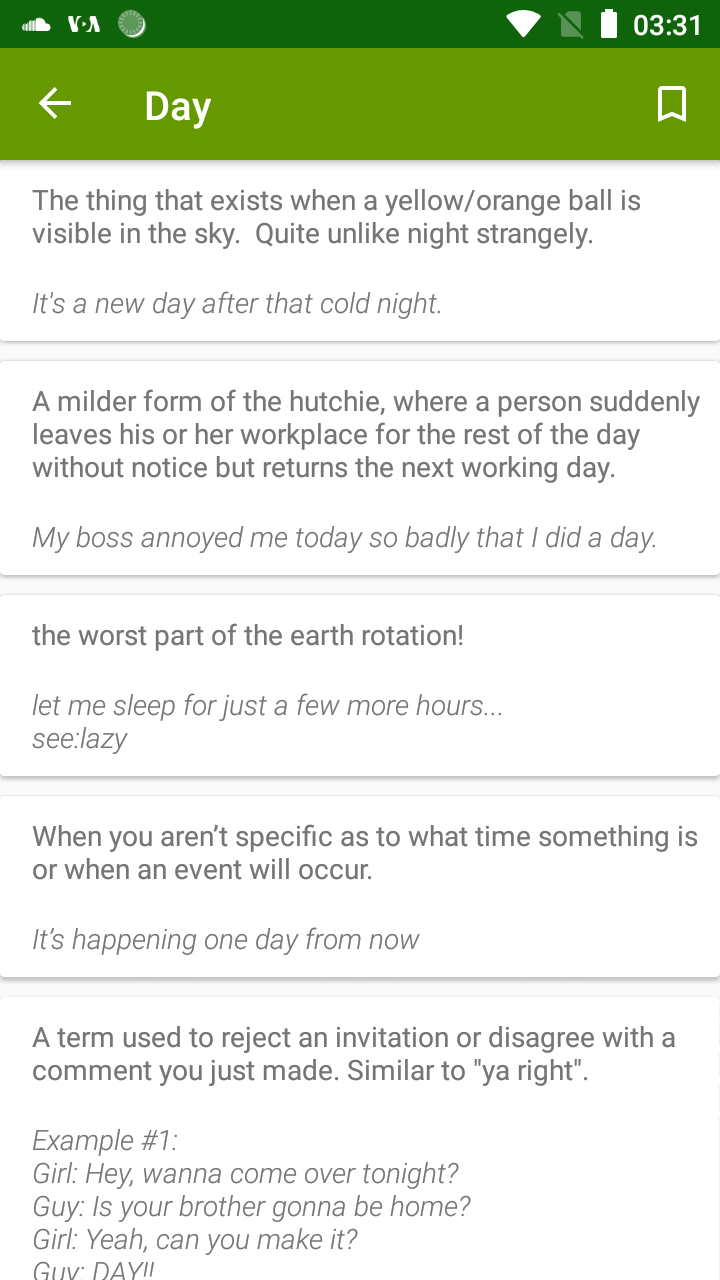 VOA
03:31
Day
The thing that exists when a yellow/orange ball is
visible in the sky.  Quite unlike night strangely.
It's a new day after that cold night.
A milder form of the hutchie, where a person suddenly
leaves his or her workplace for the rest of the day
without notice but returns the next working day.
My boss annoyed me today so badly that I did a day.
the worst part of the earth rotation!
let me sleep for just a few more hours...
see:lazy
When you aren’t specific as to what time something is
or when an event will occur.
It’s happening one day from now
A term used to reject an invitation or disagree with a
comment you just made. Similar to "ya right".
Example #1:
Girl: Hey, wanna come over tonight?
Guy: Is your brother gonna be home?
Girl: Yeah, can you make it?
Guy: DAY!!